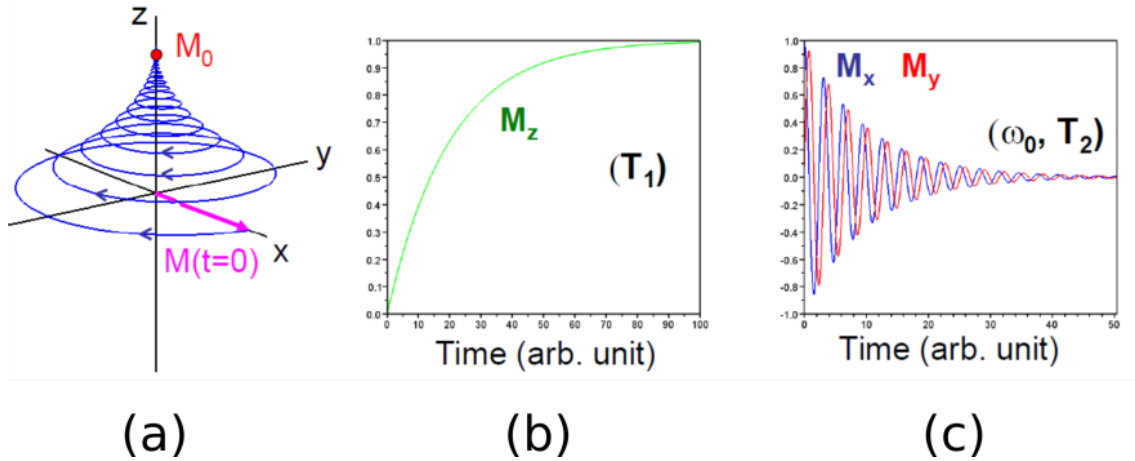 z
M₀
y
x
M(t=0)
1.0
0.9
0.8
0.7
0.6
0.5
0.4
0.3
0.2
0.1
0.0
0 10 20 30 40 50 60 70 80 90 100
M_z
(T₁)
Time (arb. unit)
1.0
0.8
0.6
0.4
0.2
0.0
-0.2
-0.4
-0.6
-0.8
-1.0
0 10 20 30 40 50
M_x M_y
(ω₀, T₂)
Time (arb. unit)
(a) (b) (c)